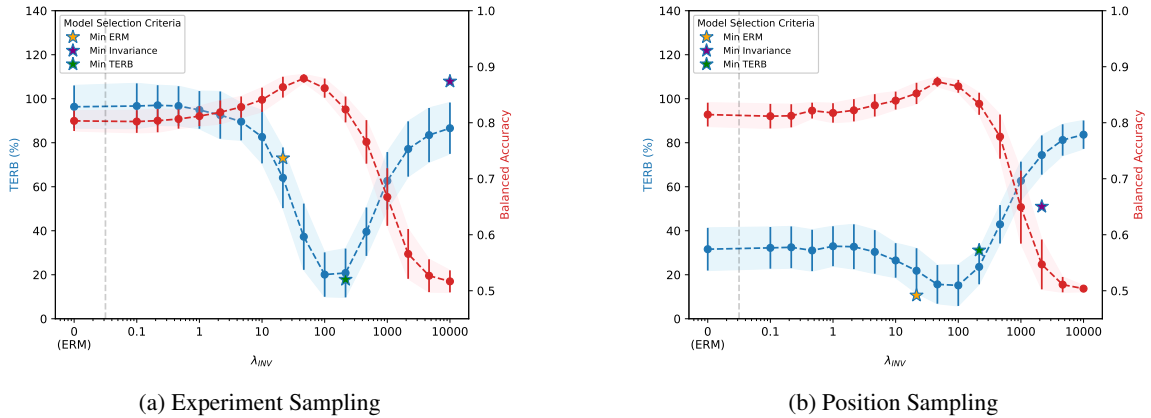 Model Selection Criteria
Min ERM
Min Invariance
Min TERB
TERB (%)
140
120
100
80
60
40
20
0
Balanced Accuracy
1.0
0.9
0.8
0.7
0.6
0.5
0 0.1 1 10 100 1000 10000
(ERM)
λINV
(a) Experiment Sampling
Model Selection Criteria
Min ERM
Min Invariance
Min TERB
TERB (%)
140
120
100
80
60
40
20
0
Balanced Accuracy
1.0
0.9
0.8
0.7
0.6
0.5
0 0.1 1 10 100 1000 10000
(ERM)
λINV
(b) Position Sampling